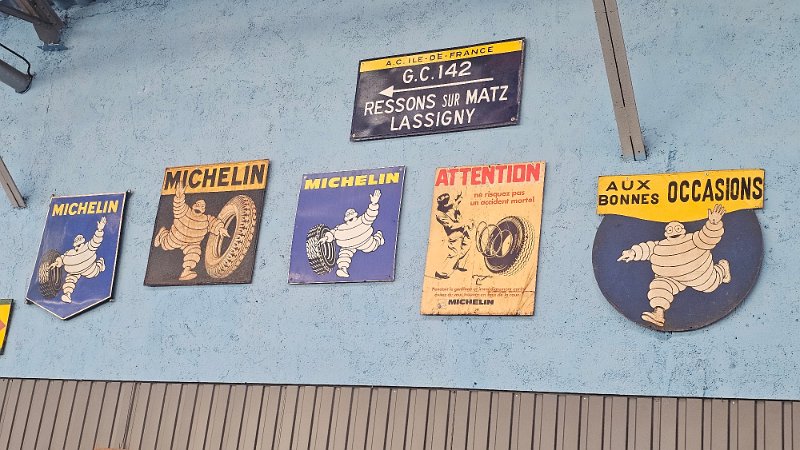 A.C. ILE-DE-FRANCE
G.C. 142
RESSONS SUR MATZ
LASSIGNY
MICHELIN
MICHELIN
MICHELIN
ATTENTION
ne risquez pas
un accident mortel
MICHELIN
AUX
BONNES
OCCASIONS